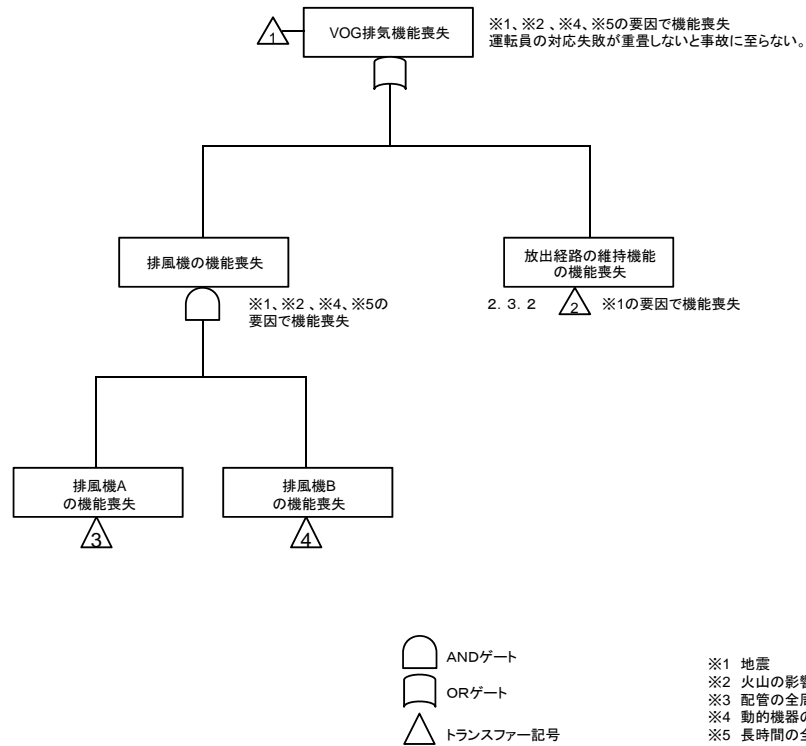 1
VOG排気機能喪失
※1、※2 、※4、※5の要因で機能喪失
運転員の対応失敗が重畳しないと事故に至らない。
排風機の機能喪失
※1、※2 、※4、※5の
要因で機能喪失
放出経路の維持機能
の機能喪失
2. 3. 2
2
※1の要因で機能喪失
排風機A
の機能喪失
3
排風機B
の機能喪失
4
ANDゲート
ORゲート
トランスファー記号
※1 地震
※2 火山の影響
※3 配管の全周
※4 動的機器の
※5 長時間の全